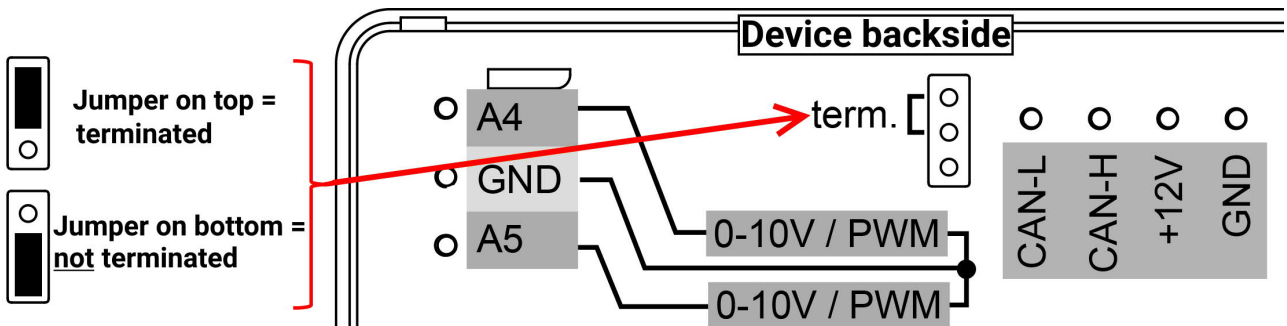 Device backside
Jumper on top =
terminated
Jumper on bottom =
not terminated
A4
GND
A5
term.
0-10V / PWM
0-10V / PWM
CAN-L
CAN-H
+12V
GND